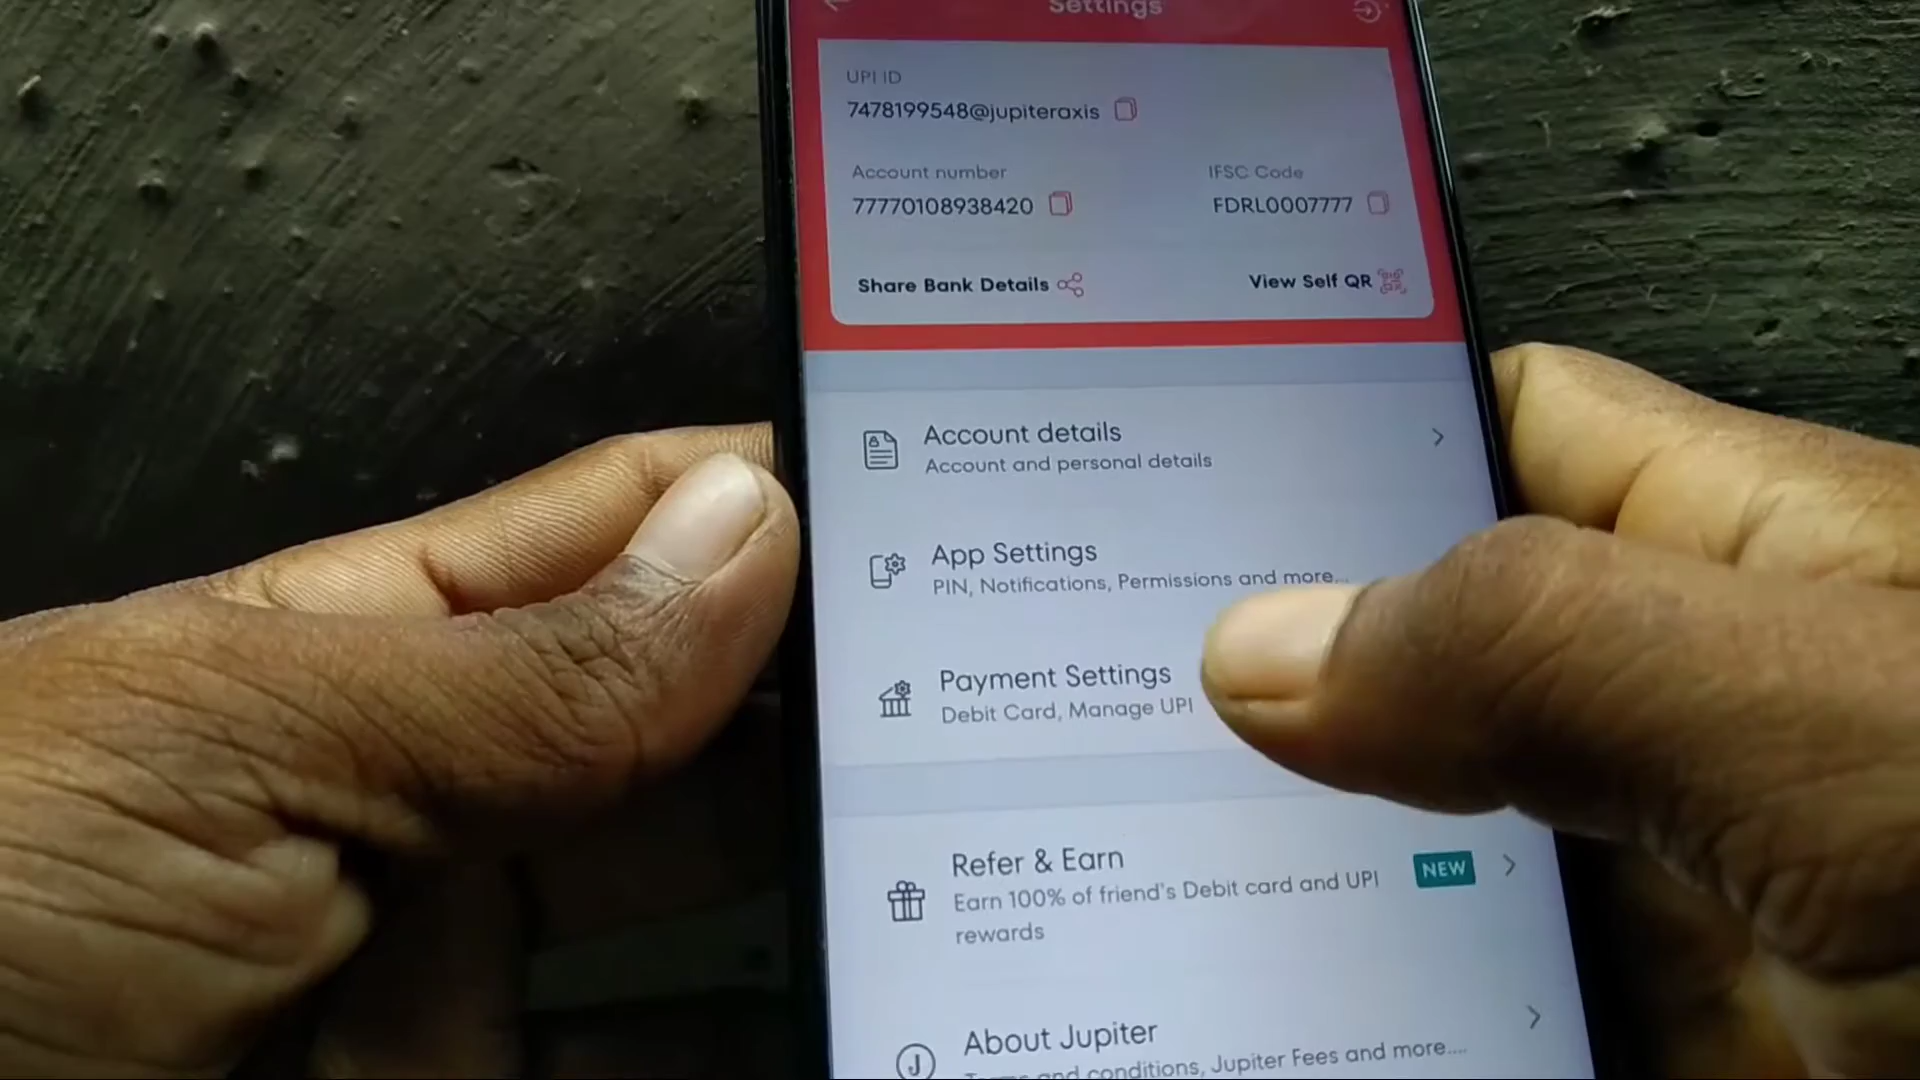 Settings
UPI ID
7478199548@jupiteraxis
Account number
77770108938420
IFSC Code
FDRL0007777
Share Bank Details
View Self QR
Account details
Account and personal details
App Settings
PIN, Notifications, Permissions and more...
Payment Settings
Debit Card, Manage UPI
Refer & Earn
NEW
Earn 100% of friend's Debit card and UPI
rewards
About Jupiter
Terms and conditions, Jupiter Fees and more....